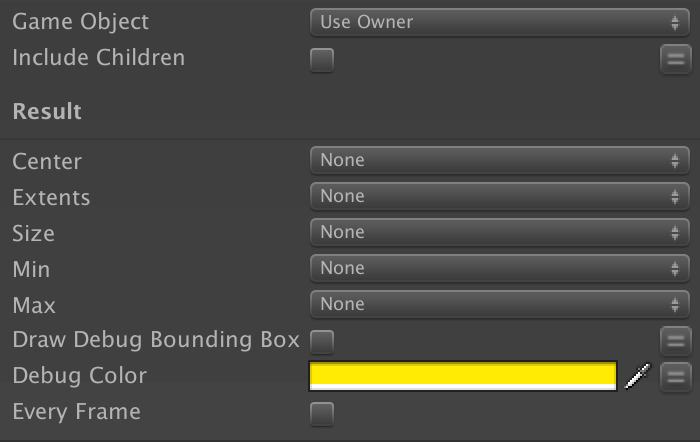 Game Object Use Owner
Include Children
Result
Center None
Extents None
Size None
Min None
Max None
Draw Debug Bounding Box
Debug Color
Every Frame